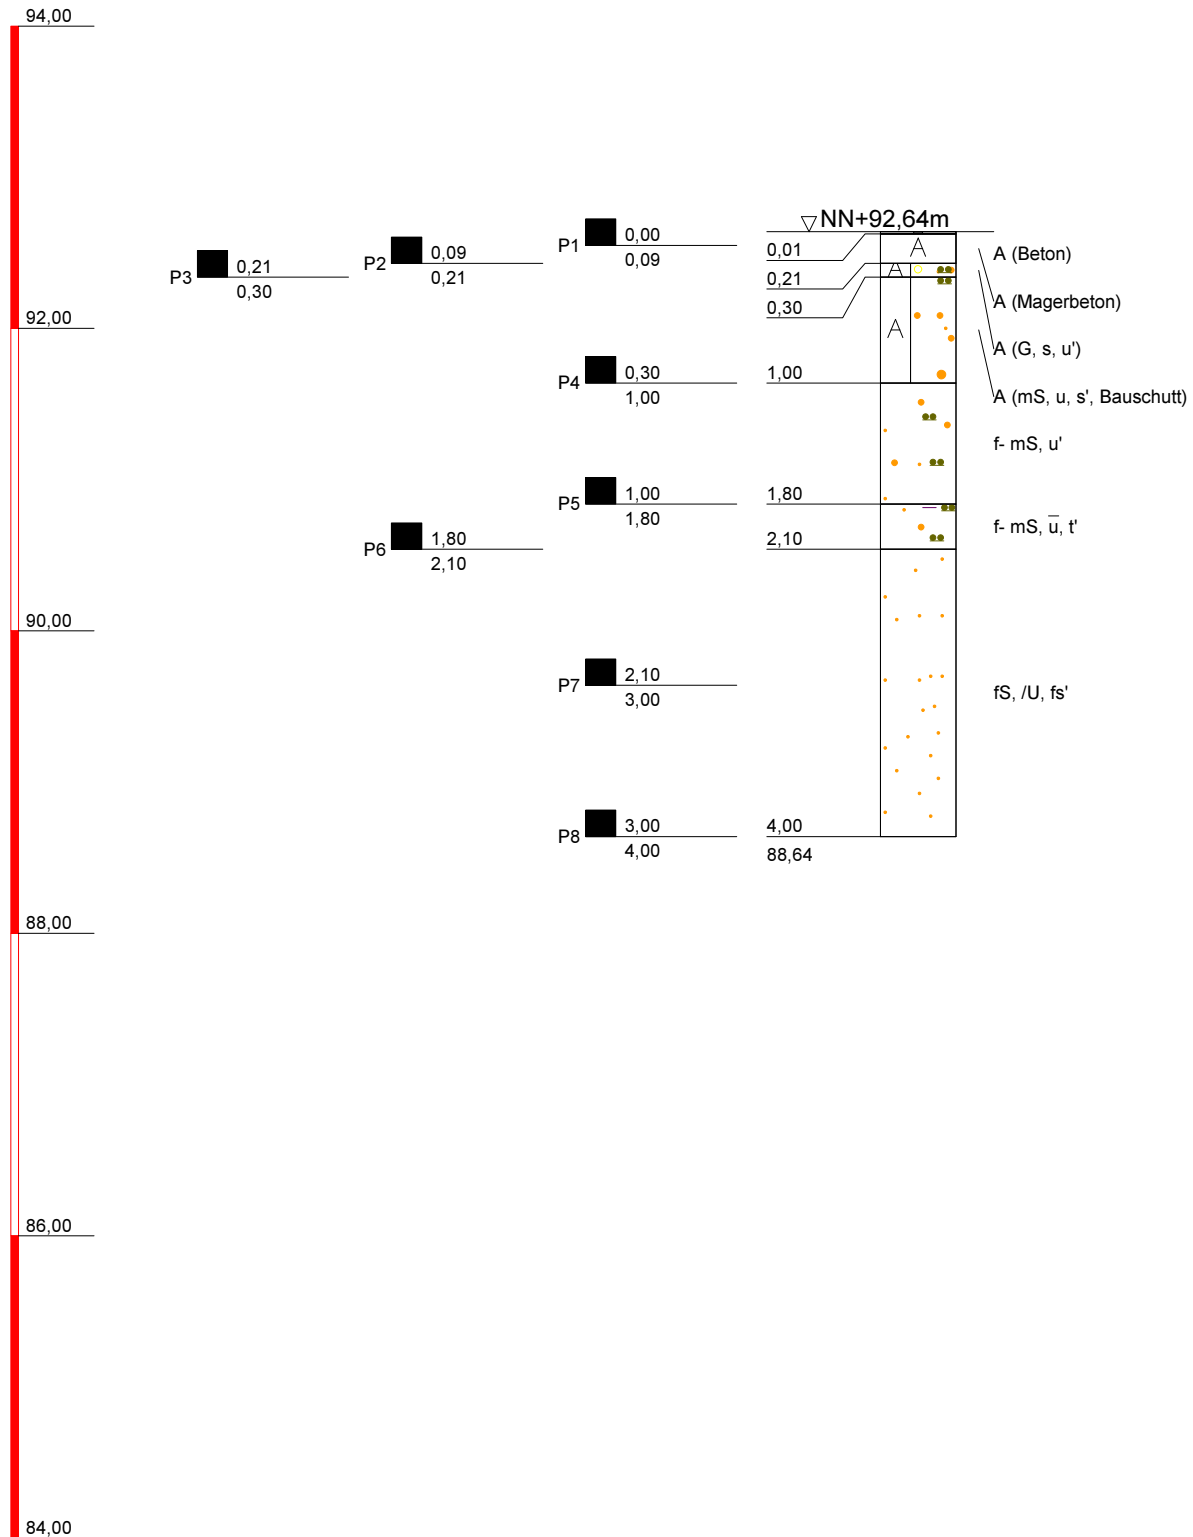 94,00
NN+92,64m
P1 0,00
0,09
P2 0,09
0,21
P3 0,21
0,30
0,01
0,21
0,30
A
A
A
A (Beton)
A (Magerbeton)
A (G, s, u')
A (mS, u, s', Bauschutt)
92,00
P4 0,30
1,00
1,00
f- mS, u'
P5 1,00
1,80
1,80
f- mS, u̅, t'
P6 1,80
2,10
2,10
90,00
P7 2,10
3,00
fS, /U, fs'
P8 3,00
4,00
4,00
88,64
88,00
86,00
84,00